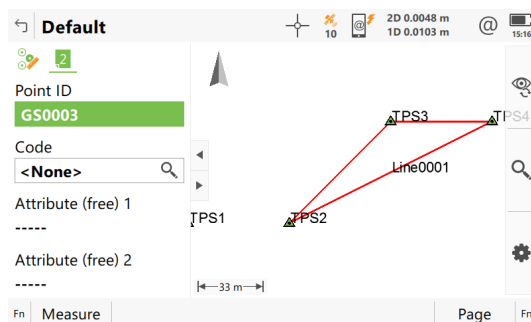 Default
10
@
2D 0.0048 m
1D 0.0103 m
@
15:16
2
Point ID
GS0003
Code
<None>
Attribute (free) 1
-----
Attribute (free) 2
-----
TPS3
TPS4
Line0001
TPS1
TPS2
33 m
Fn Measure Page Fn